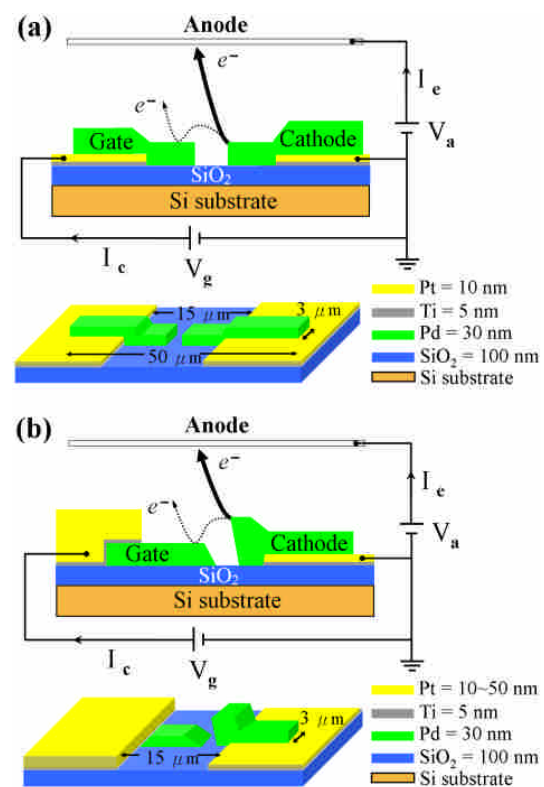 (a)
Anode
e⁻
e⁻
I e
V a
Gate
Cathode
SiO₂
Si substrate
I c
V g
15 μm
3 μm
50 μm
Pt = 10 nm
Ti = 5 nm
Pd = 30 nm
SiO₂ = 100 nm
Si substrate
(b)
Anode
e⁻
e⁻
I e
V a
Gate
Cathode
SiO₂
Si substrate
I c
V g
3 μm
15 μm
Pt = 10~50 nm
Ti = 5 nm
Pd = 30 nm
SiO₂ = 100 nm
Si substrate